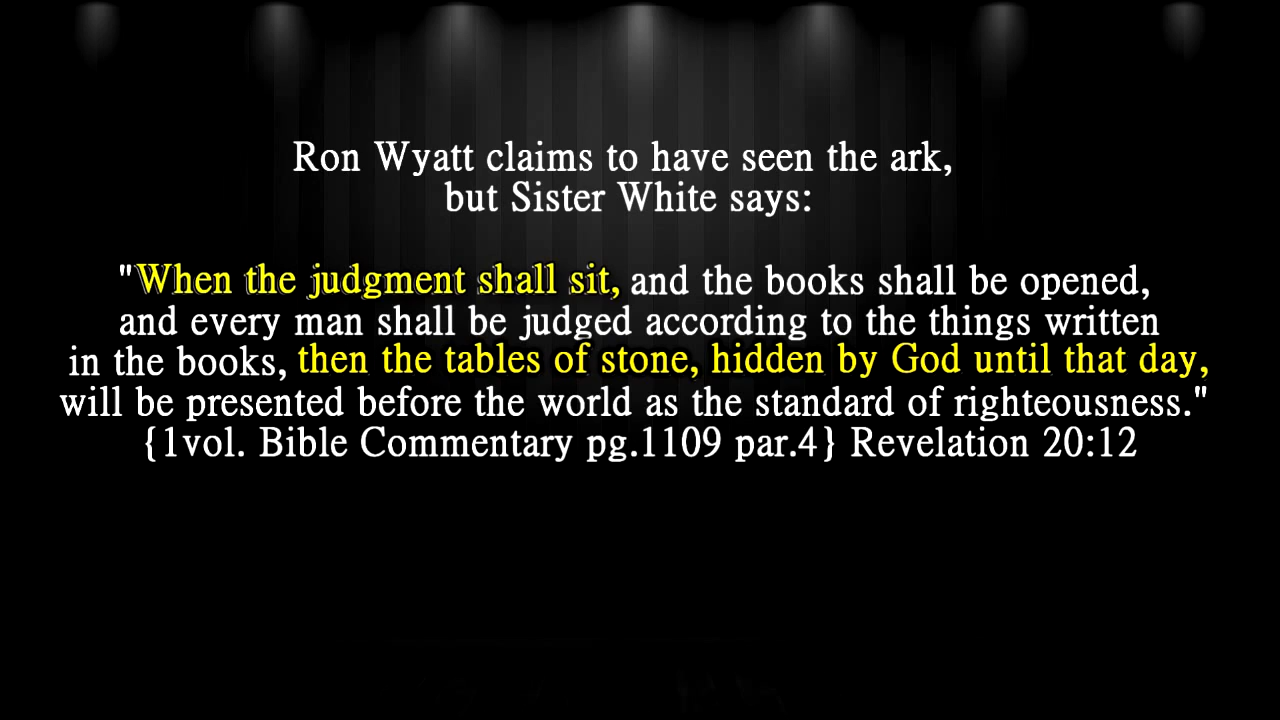 Ron Wyatt claims to have seen the ark,
but Sister White says:
"When the judgment shall sit, and the books shall be opened,
and every man shall be judged according to the things written
in the books, then the tables of stone, hidden by God until that day,
will be presented before the world as the standard of righteousness."
{1vol. Bible Commentary pg.1109 par.4} Revelation 20:12